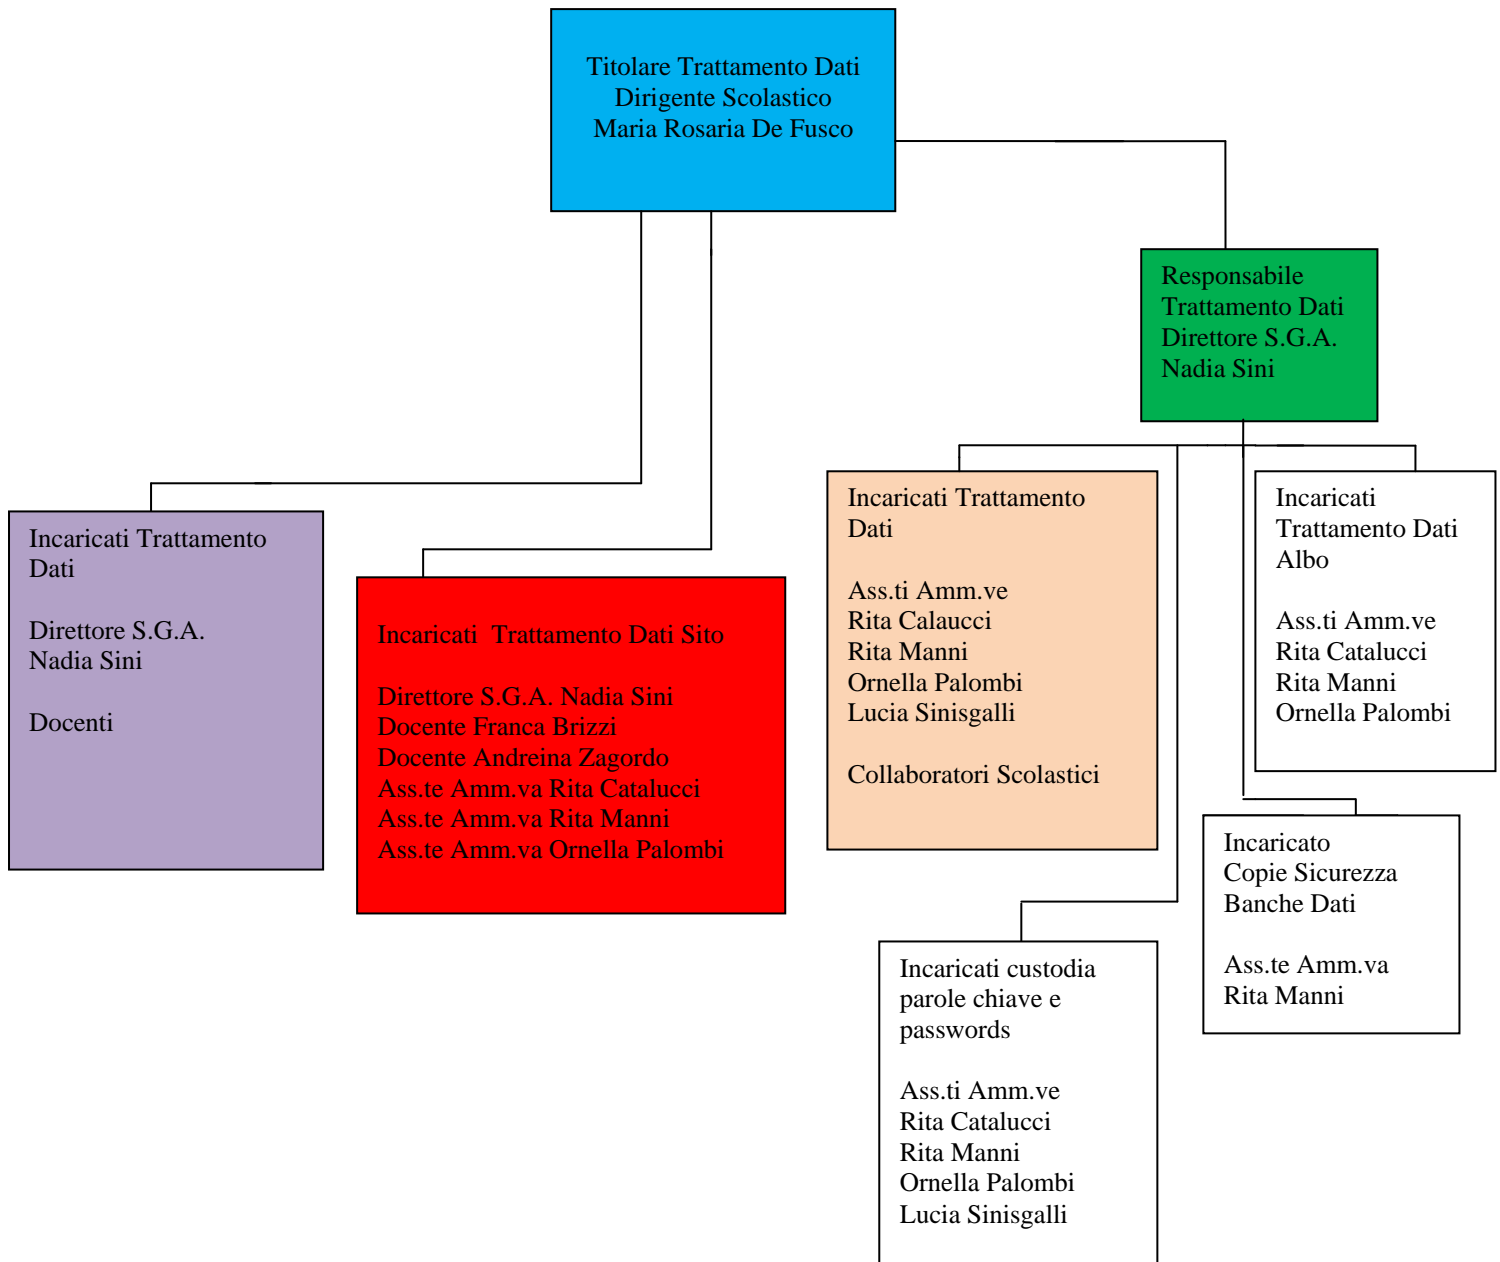 Titolare Trattamento Dati
Dirigente Scolastico
Maria Rosaria De Fusco
Responsabile
Trattamento Dati
Direttore S.G.A.
Nadia Sini
Incaricati Trattamento
Dati
Direttore S.G.A.
Nadia Sini
Docenti
Incaricati  Trattamento Dati Sito
Direttore S.G.A. Nadia Sini
Docente Franca Brizzi
Docente Andreina Zagordo
Ass.te Amm.va Rita Catalucci
Ass.te Amm.va Rita Manni
Ass.te Amm.va Ornella Palombi
Incaricati Trattamento
Dati
Ass.ti Amm.ve
Rita Calaucci
Rita Manni
Ornella Palombi
Lucia Sinisgalli
Collaboratori Scolastici
Incaricati
Trattamento Dati
Albo
Ass.ti Amm.ve
Rita Catalucci
Rita Manni
Ornella Palombi
Incaricato
Copie Sicurezza
Banche Dati
Ass.te Amm.va
Rita Manni
Incaricati custodia
parole chiave e
passwords
Ass.ti Amm.ve
Rita Catalucci
Rita Manni
Ornella Palombi
Lucia Sinisgalli